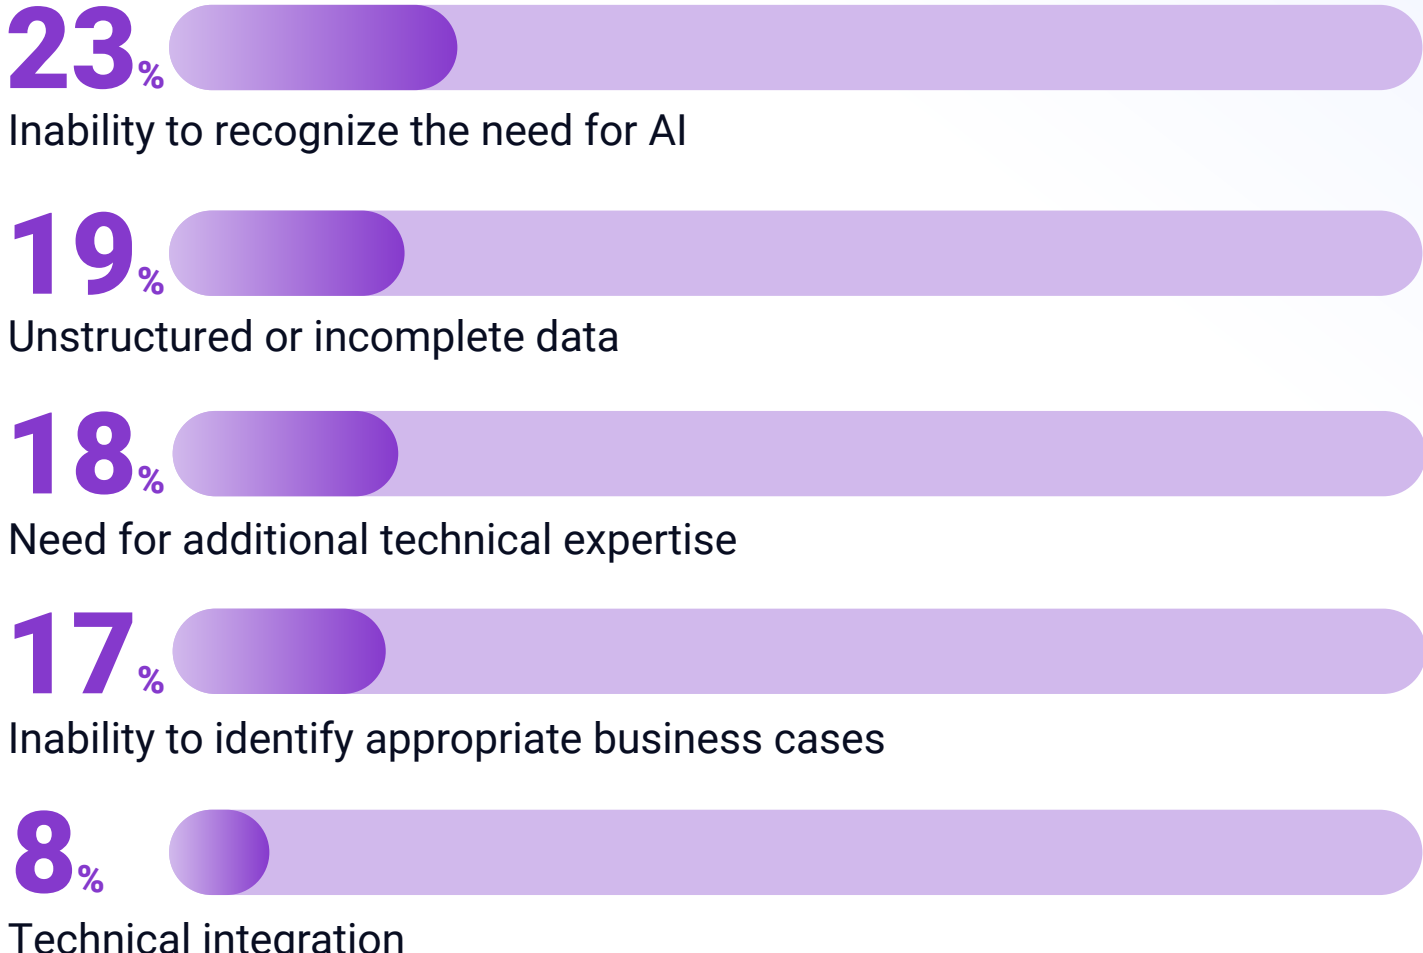 23%
Inability to recognize the need for AI
19%
Unstructured or incomplete data
18%
Need for additional technical expertise
17%
Inability to identify appropriate business cases
8%
Technical integration